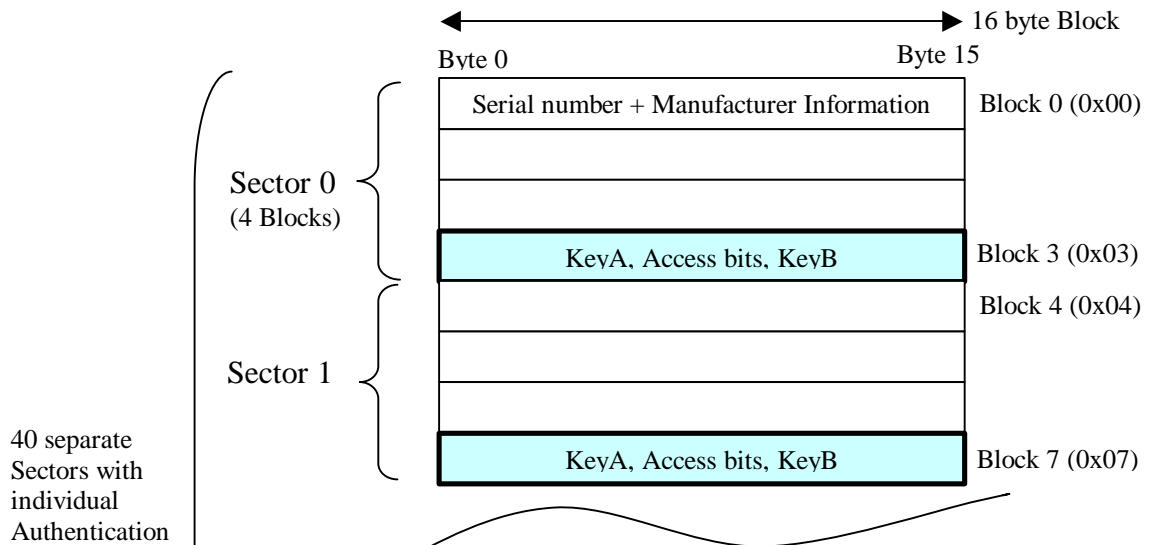 16 byte Block
Byte 0
Byte 15
Serial number + Manufacturer Information
Block 0 (0x00)
Sector 0
(4 Blocks)
KeyA, Access bits, KeyB
Block 3 (0x03)
Block 4 (0x04)
Sector 1
40 separate
Sectors with
individual
Authentication
KeyA, Access bits, KeyB
Block 7 (0x07)